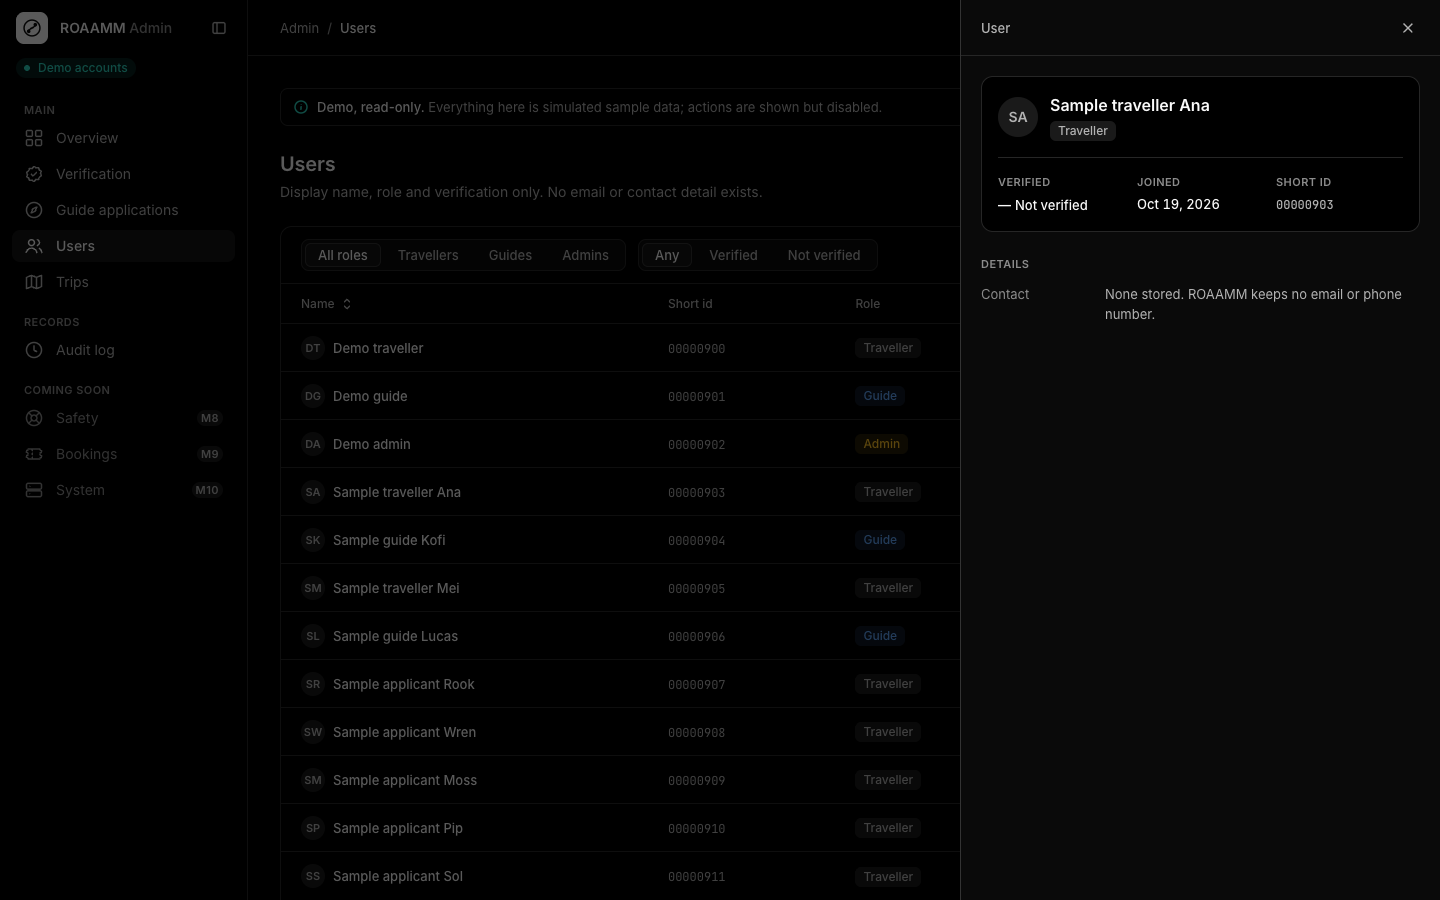 ROAAMM Admin
Demo accounts
MAIN
Overview
Verification
Guide applications
Users
Trips
RECORDS
Audit log
COMING SOON
Safety M8
Bookings M9
System M10
Admin / Users
Demo, read-only. Everything here is simulated sample data; actions are shown but disabled.
Users
Display name, role and verification only. No email or contact detail exists.
All roles Travellers Guides Admins Any Verified Not verified
Name Short id Role
DT Demo traveller 00000900 Traveller
DG Demo guide 00000901 Guide
DA Demo admin 00000902 Admin
SA Sample traveller Ana 00000903 Traveller
SK Sample guide Kofi 00000904 Guide
SM Sample traveller Mei 00000905 Traveller
SL Sample guide Lucas 00000906 Guide
SR Sample applicant Rook 00000907 Traveller
SW Sample applicant Wren 00000908 Traveller
SM Sample applicant Moss 00000909 Traveller
SP Sample applicant Pip 00000910 Traveller
SS Sample applicant Sol 00000911 Traveller
User
SA Sample traveller Ana
Traveller
VERIFIED JOINED SHORT ID
— Not verified Oct 19, 2026 00000903
DETAILS
Contact None stored. ROAAMM keeps no email or phone
number.